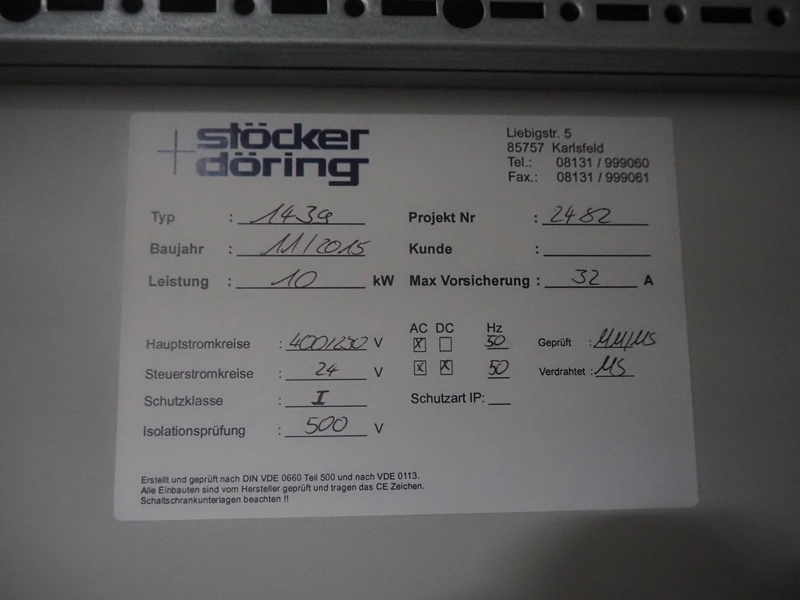 stöcker
döring
Liebigstr. 5
85757 Karlsfeld
Tel.: 08131 / 999060
Fax.: 08131 / 999061
Typ : 1439 Projekt Nr : 2482
Baujahr : 11/2015 Kunde :
Leistung : 10 kW Max Vorsicherung : 32 A
AC DC Hz
Hauptstromkreise : 400/230 V x 50 Geprüft : MM/MS
Steuerstromkreise : 24 V x x 50 Verdrahtet : MS
Schutzklasse : I Schutzart IP:
Isolationsprüfung : 500 V
Erstellt und geprüft nach DIN VDE 0660 Teil 500 und nach VDE 0113.
Alle Einbauten sind vom Hersteller geprüft und tragen das CE Zeichen.
Schaltschrankunterlagen beachten !!